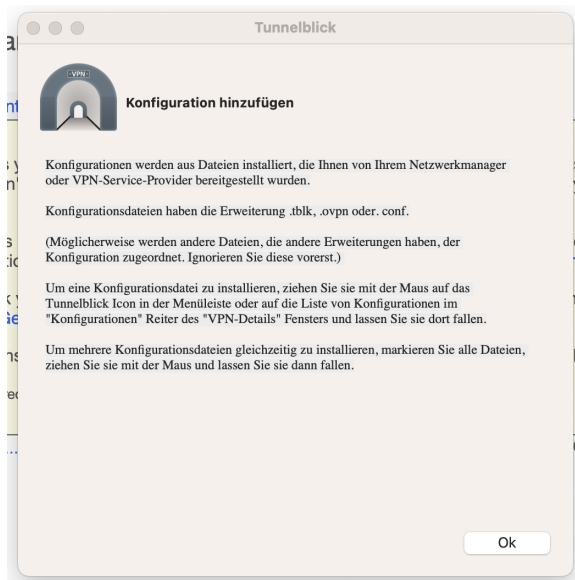 Tunnelblick
VPN
Konfiguration hinzufügen
Konfigurationen werden aus Dateien installiert, die Ihnen von Ihrem Netzwerkmanager
oder VPN-Service-Provider bereitgestellt wurden.
Konfigurationsdateien haben die Erweiterung .tblk, .ovpn oder. conf.
(Möglicherweise werden andere Dateien, die andere Erweiterungen haben, der
Konfiguration zugeordnet. Ignorieren Sie diese vorerst.)
Um eine Konfigurationsdatei zu installieren, ziehen Sie sie mit der Maus auf das
Tunnelblick Icon in der Menüleiste oder auf die Liste von Konfigurationen im
"Konfigurationen" Reiter des "VPN-Details" Fensters und lassen Sie sie dort fallen.
Um mehrere Konfigurationsdateien gleichzeitig zu installieren, markieren Sie alle Dateien,
ziehen Sie sie mit der Maus und lassen Sie sie dann fallen.
Ok